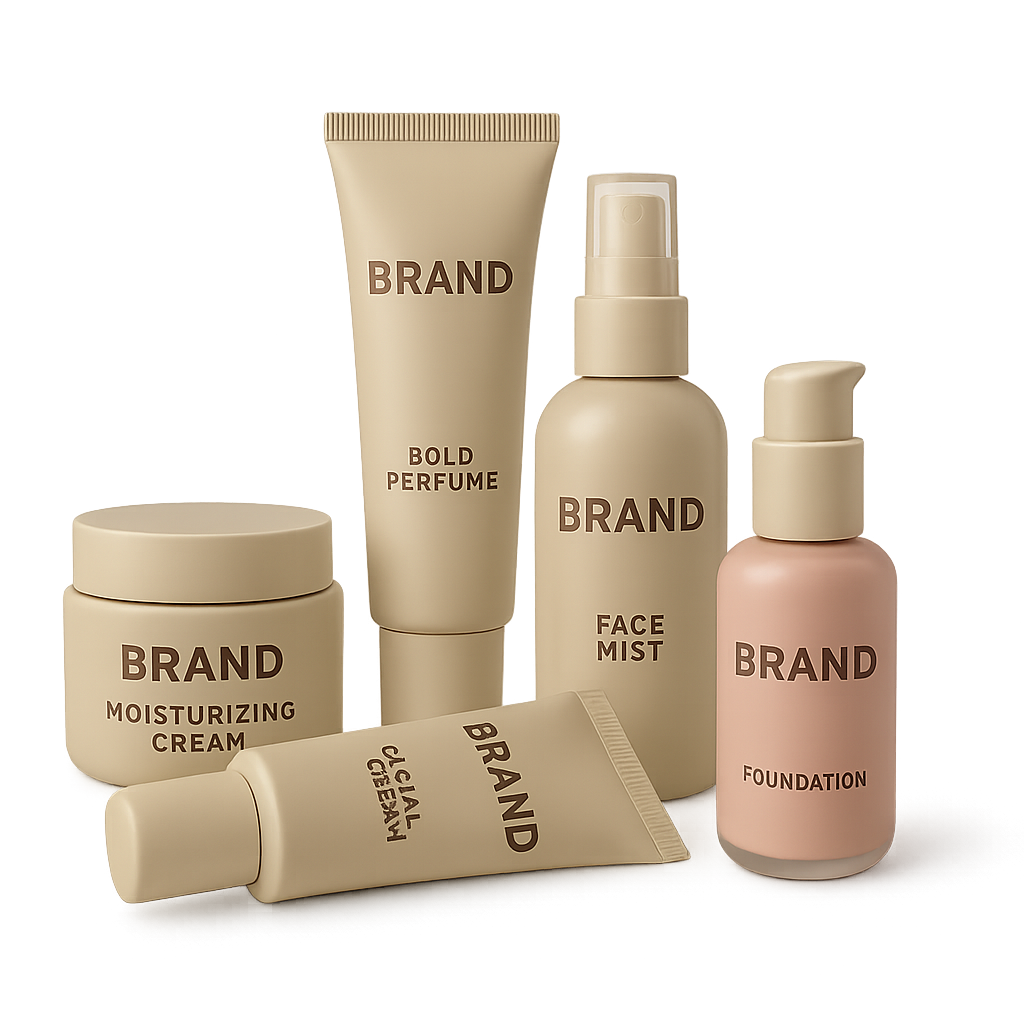 BRAND
BOLD
PERFUME
BRAND
FACE
MIST
BRAND
MOISTURIZING
CREAM
BRAND
FOUNDATION
BRAND